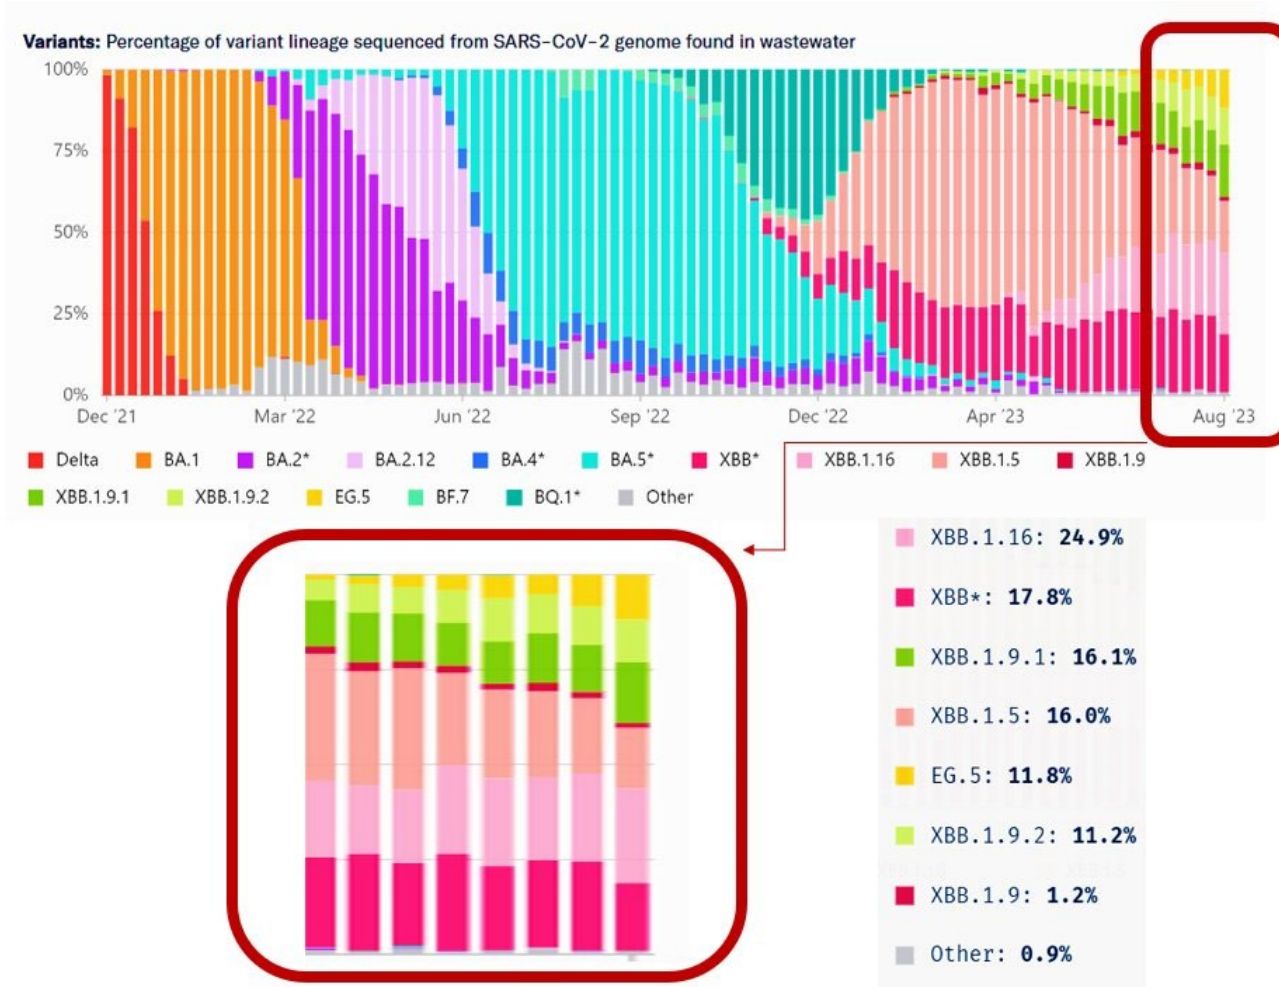 Variants: Percentage of variant lineage sequenced from SARS-CoV-2 genome found in wastewater
100%
75%
50%
25%
0%
Dec '21 Mar '22 Jun '22 Sep '22 Dec '22 Apr '23 Aug '23
Delta BA.1 BA.2* BA.2.12 BA.4* BA.5* XBB* XBB.1.16 XBB.1.5 XBB.1.9
XBB.1.9.1 XBB.1.9.2 EG.5 BF.7 BQ.1* Other
XBB.1.16: 24.9%
XBB*: 17.8%
XBB.1.9.1: 16.1%
XBB.1.5: 16.0%
EG.5: 11.8%
XBB.1.9.2: 11.2%
XBB.1.9: 1.2%
Other: 0.9%